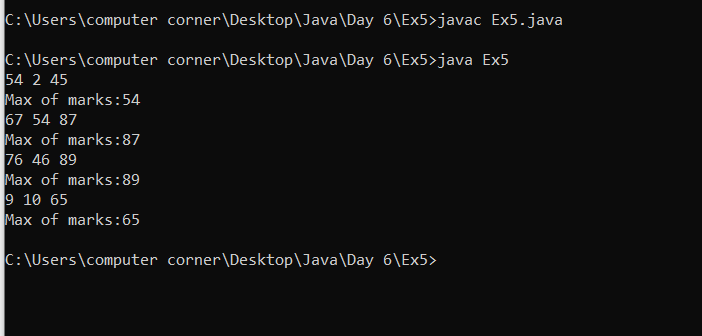 C:\Users\computer corner\Desktop\Java\Day 6\Ex5>javac Ex5.java
C:\Users\computer corner\Desktop\Java\Day 6\Ex5>java Ex5
54 2 45
Max of marks:54
67 54 87
Max of marks:87
76 46 89
Max of marks:89
9 10 65
Max of marks:65
C:\Users\computer corner\Desktop\Java\Day 6\Ex5>